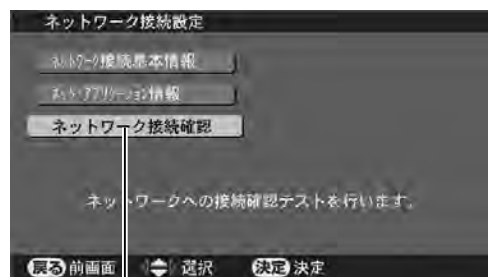 ネットワーク接続設定
ネットワーク接続基本情報
ネット・アプリケーション情報
ネットワーク接続確認
ネットワークへの接続確認テストを行います。
戻る 前画面 選択 決定 決定